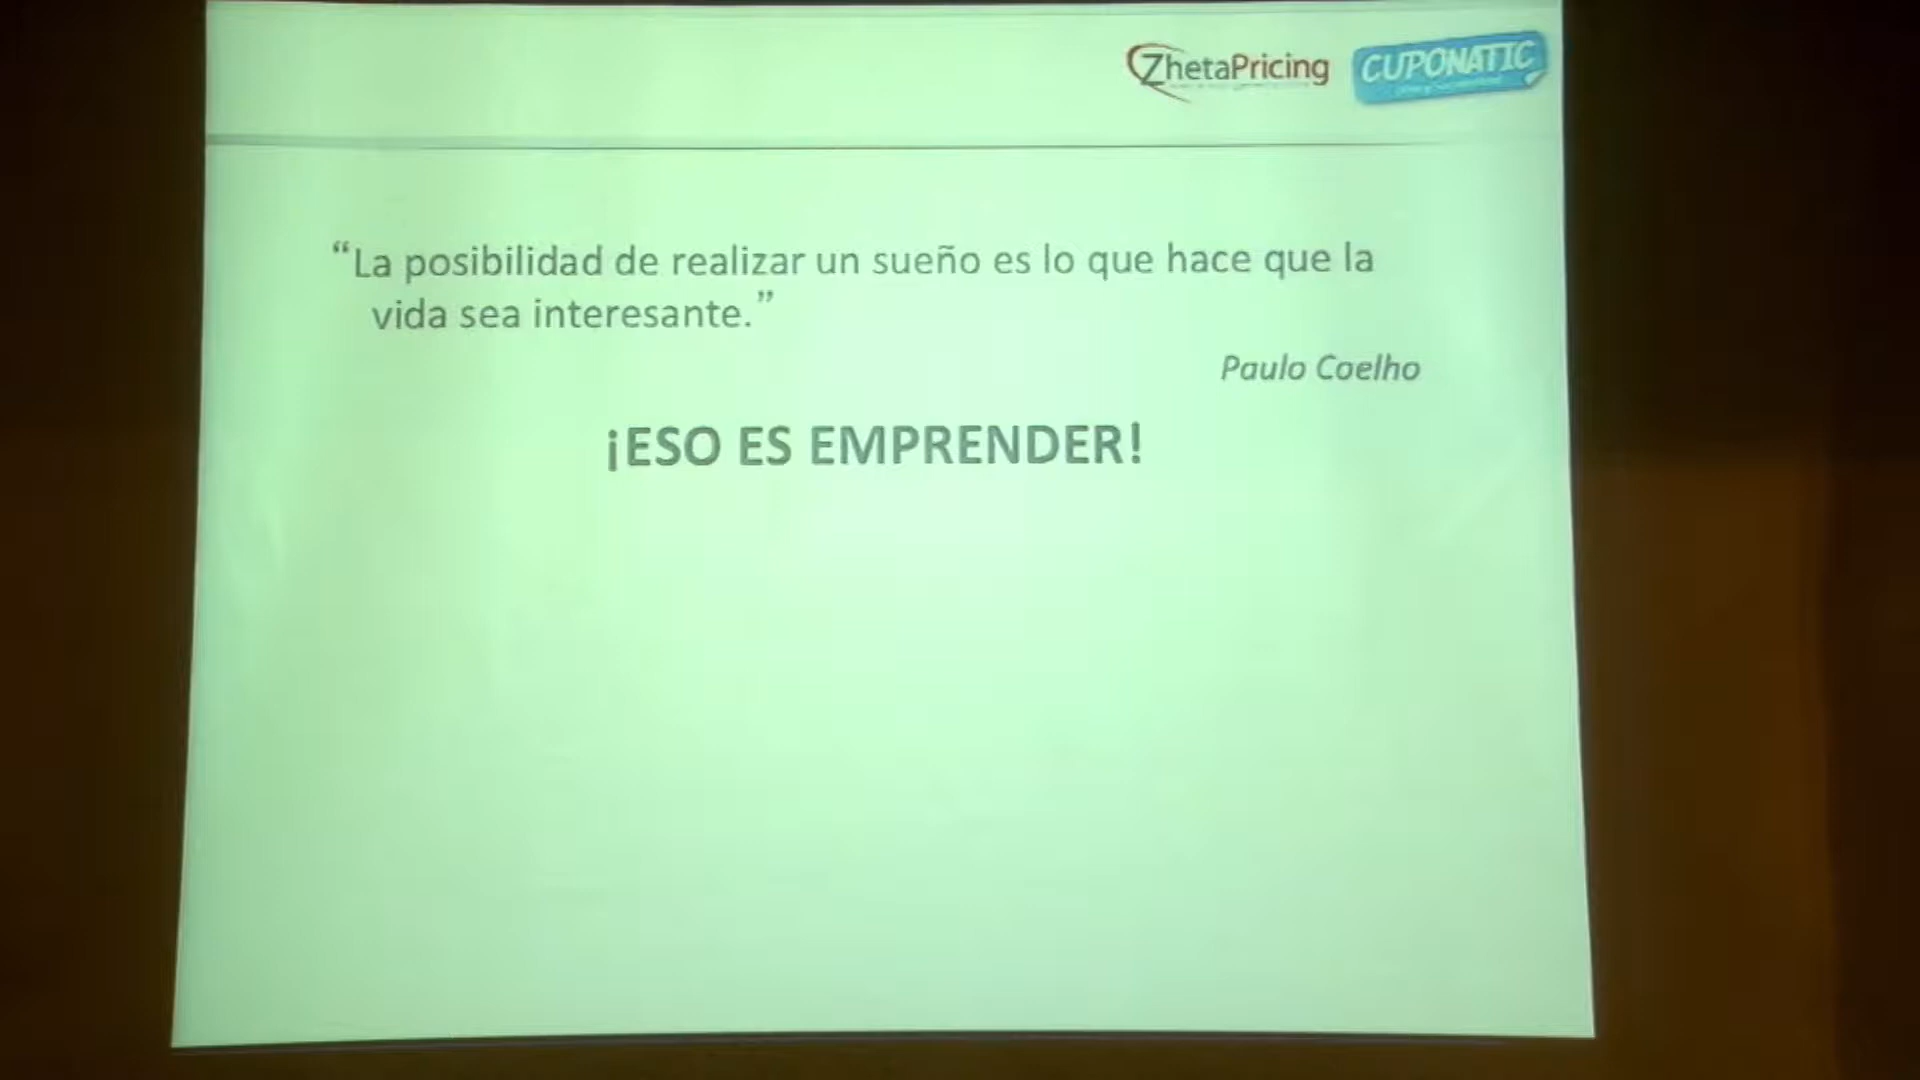 ZhetaPricing
CUPONATIC
“La posibilidad de realizar un sueño es lo que hace que la
vida sea interesante.”
Paulo Coelho
¡ESO ES EMPRENDER!